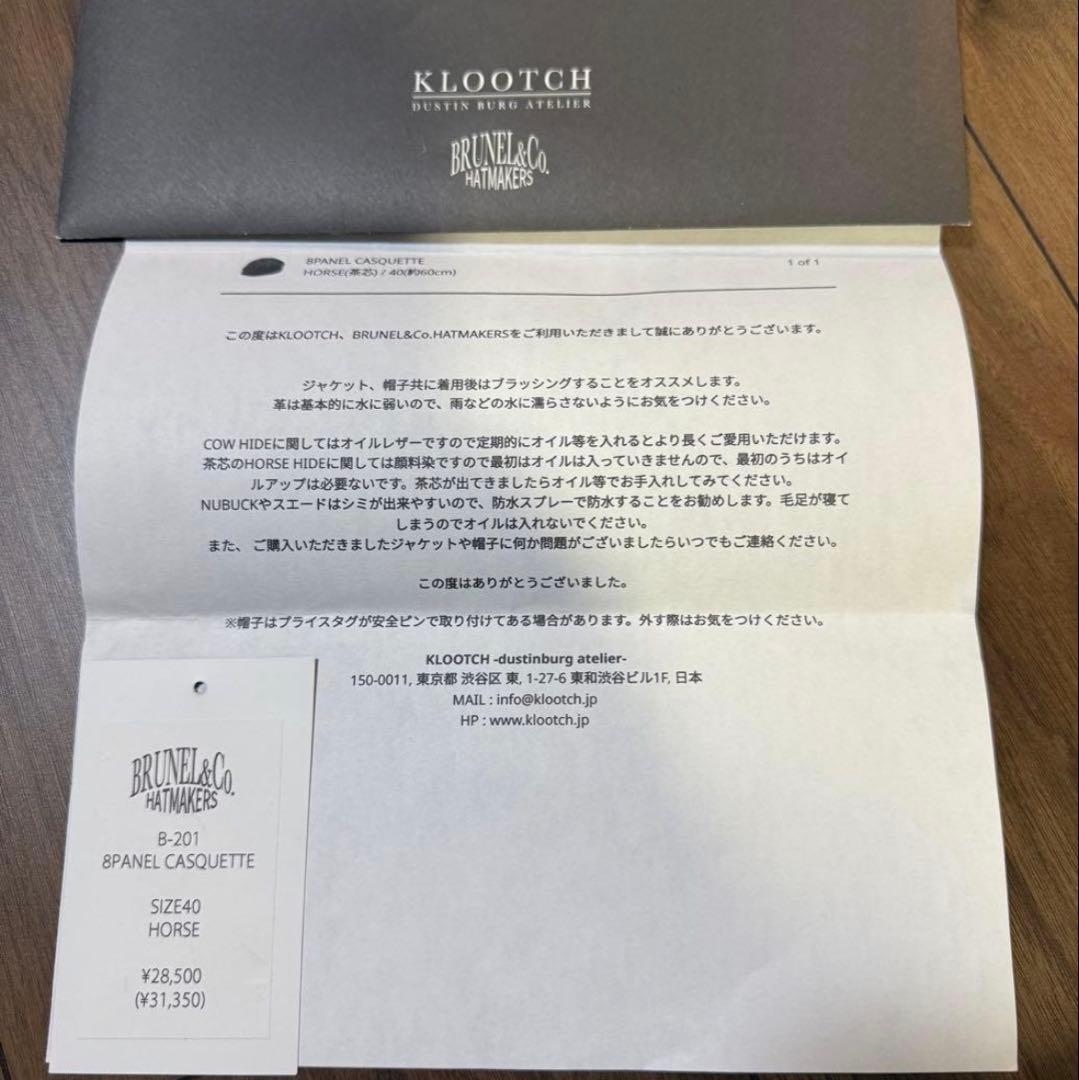 KLOOTCH
DUSTIN BURG ATELIER
BRUNEL&Co.
HATMAKERS
8PANEL CASQUETTE
HORSE(茶芯) / 40(約60cm)
1 of 1
この度はKLOOTCH、BRUNEL&Co.HATMAKERSをご利用いただきまして誠にありがとうございます。
ジャケット、帽子共に着用後はブラッシングすることをオススメします。
革は基本的に水に弱いので、雨などの水に濡らさないようにお気をつけください。
COW HIDEに関してはオイルレザーですので定期的にオイル等を入れるとより長くご愛用いただけます。
茶芯のHORSE HIDEに関しては顔料染ですので最初はオイルは入っていきませんので、最初のうちはオイ
ルアップは必要ないです。茶芯が出てきましたらオイル等でお手入れしてみてください。
NUBUCKやスエードはシミが出来やすいので、防水スプレーで防水することをお勧めします。毛足が寝て
しまうのでオイルは入れないでください。
また、 ご購入いただきましたジャケットや帽子に何か問題がございましたらいつでもご連絡ください。
この度はありがとうございました。
※帽子はプライスタグが安全ピンで取り付けてある場合があります。外す際はお気をつけください。
KLOOTCH -dustinburg atelier-
150-0011, 東京都 渋谷区 東, 1-27-6 東和渋谷ビル1F, 日本
MAIL : info@klootch.jp
HP : www.klootch.jp
BRUNEL&Co.
HATMAKERS
B-201
8PANEL CASQUETTE
SIZE40
HORSE
¥28,500
(¥31,350)